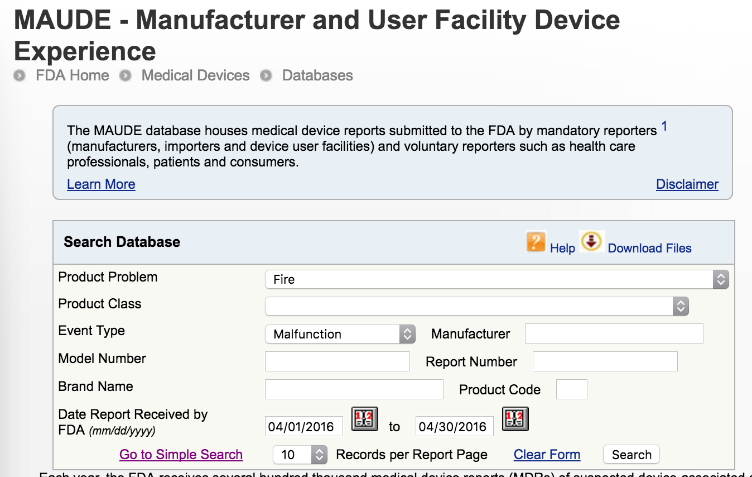 MAUDE - Manufacturer and User Facility Device
Experience
FDA Home Medical Devices Databases
The MAUDE database houses medical device reports submitted to the FDA by mandatory reporters 1
(manufacturers, importers and device user facilities) and voluntary reporters such as health care
professionals, patients and consumers.
Learn More Disclaimer
Search Database ? Help Download Files
Product Problem Fire
Product Class
Event Type Malfunction Manufacturer
Model Number Report Number
Brand Name Product Code
Date Report Received by
FDA (mm/dd/yyyy) 04/01/2016 to 04/30/2016
Go to Simple Search 10 Records per Report Page Clear Form Search
Each year, the FDA receives several hundred thousand medical device reports (MDRs) of suspected device-associated